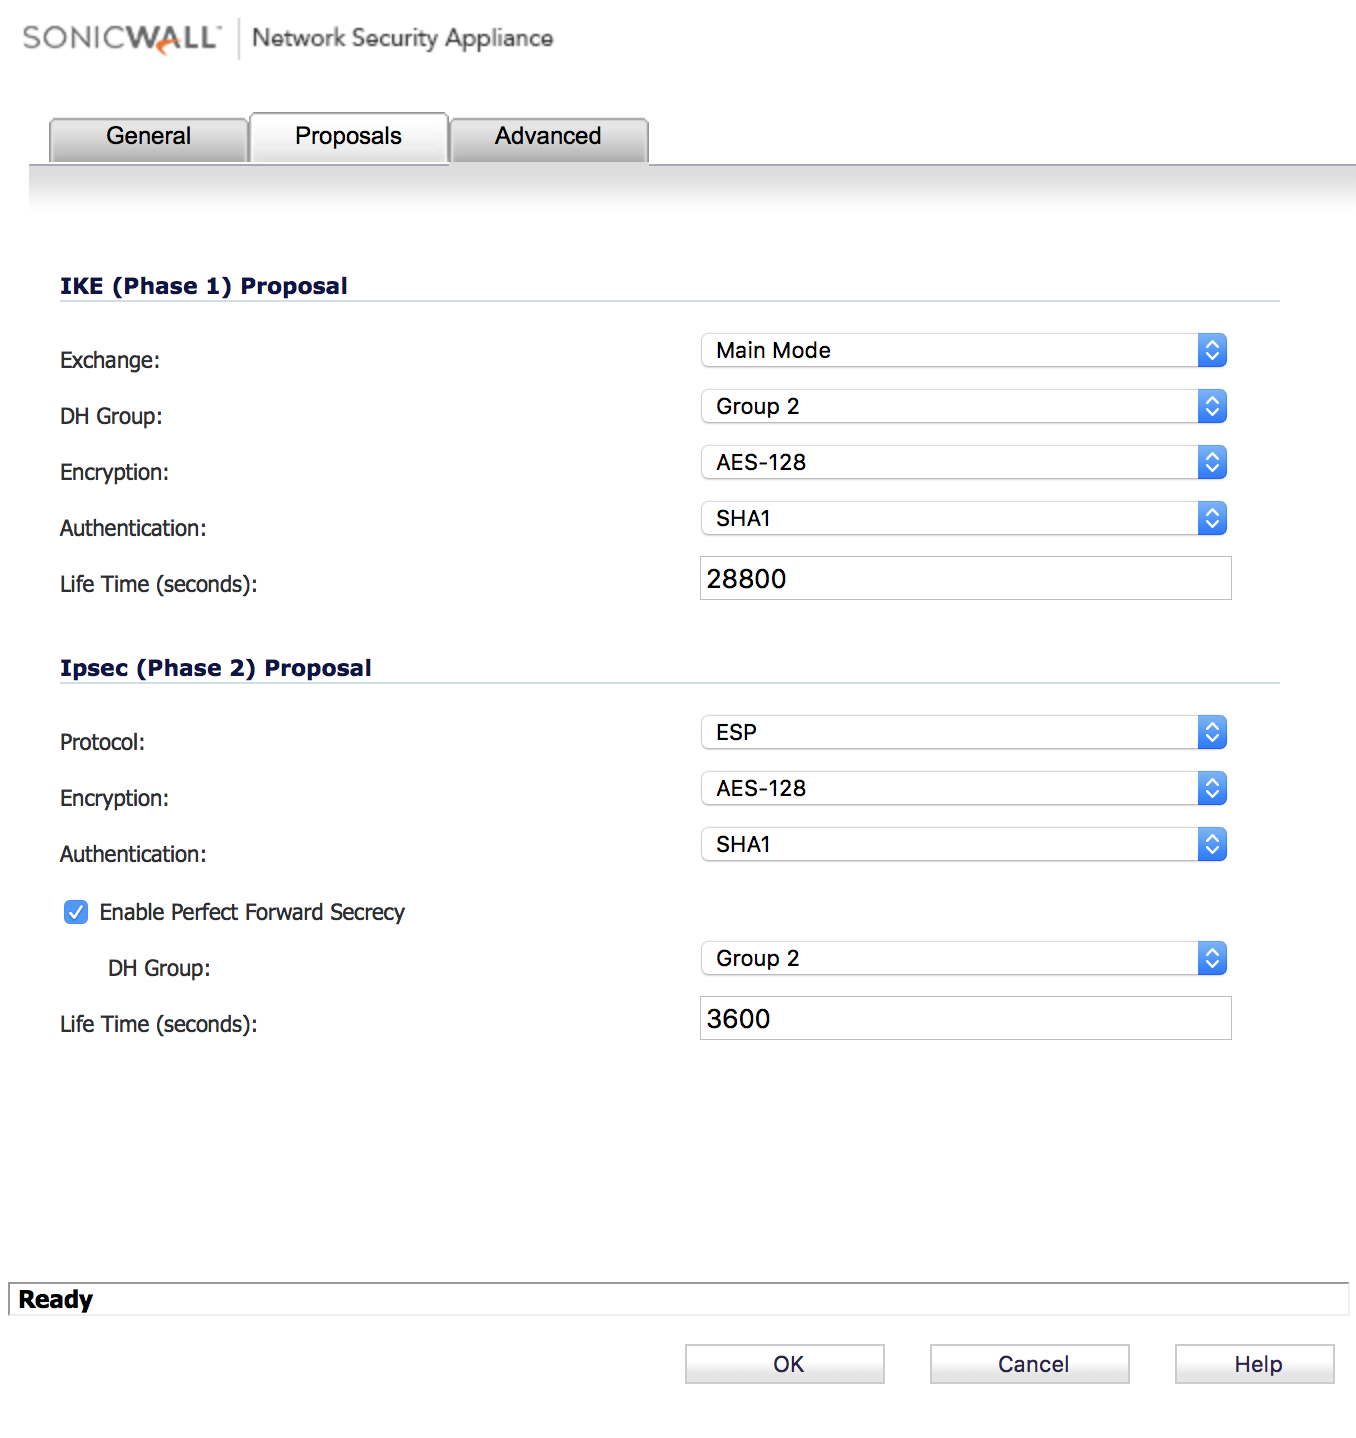 SONICWALL Network Security Appliance
General Proposals Advanced
IKE (Phase 1) Proposal
Exchange: Main Mode
DH Group: Group 2
Encryption: AES-128
Authentication: SHA1
Life Time (seconds): 28800
Ipsec (Phase 2) Proposal
Protocol: ESP
Encryption: AES-128
Authentication: SHA1
Enable Perfect Forward Secrecy
DH Group: Group 2
Life Time (seconds): 3600
Ready
OK Cancel Help